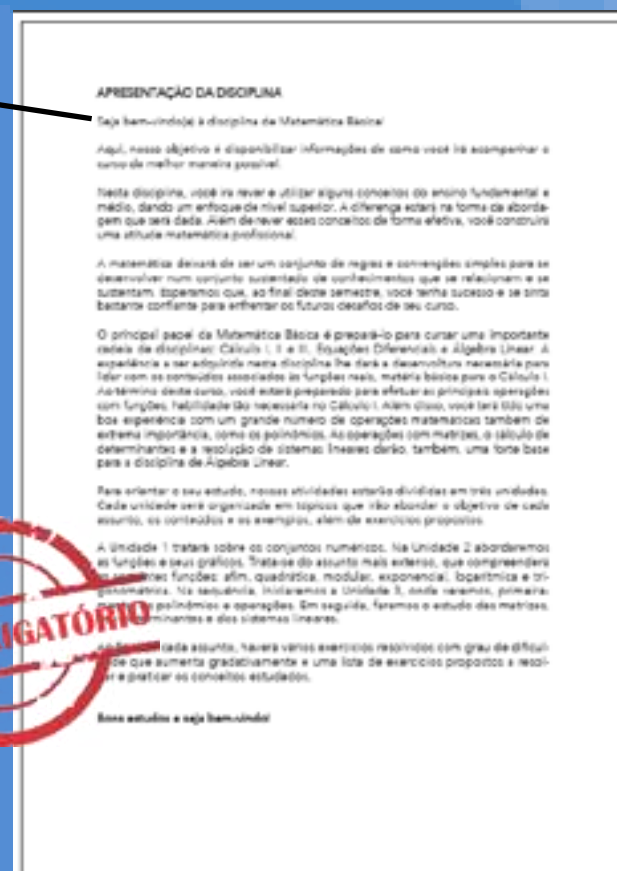 APRESENTAÇÃO DA DISCIPLINA
Seja bem-vindo(a) à disciplina de Matemática Básica!
Aqui, nosso objetivo é disponibilizar informações de como você irá acompanhar o
curso da melhor maneira possível.
Nesta disciplina, você irá rever e utilizar alguns conceitos do ensino fundamental e
médio, dando um enfoque de nível superior. A diferença estará na forma da aborda-
gem que será dada. Além de rever esses conceitos de forma efetiva, você construirá
uma atitude matemática profissional.
A matemática deixará de ser um conjunto de regras e convenções simples para se
desenvolver num conjunto sustentado de conhecimentos que se relacionam e se
sustentam. Esperamos que, ao final deste semestre, você tenha sucesso e se sinta
bastante confiante para enfrentar os futuros desafios de seu curso.
O principal papel da Matemática Básica é prepará-lo para cursar uma importante
cadeia de disciplinas: Cálculo I, II e III, Equações Diferenciais e Álgebra Linear. A
experiência a ser adquirida nesta disciplina lhe dará a desenvoltura necessária para
lidar com os conteúdos associados às funções reais, matéria básica para o Cálculo I.
Ao término deste curso, você estará preparado para efetuar as principais operações
com funções, habilidade tão necessária no Cálculo I. Além disso, você terá tido uma
boa experiência com um grande número de operações matemáticas também de
extrema importância, como os polinômios. As operações com matrizes, o cálculo de
determinantes e a resolução de sistemas lineares darão, também, uma forte base
para a disciplina de Álgebra Linear.
Para orientar o seu estudo, nossas atividades estarão divididas em três unidades.
Cada unidade será organizada em tópicos que irão abordar o objetivo de cada
assunto, os conteúdos e os exemplos, além de exercícios propostos.
A Unidade 1 tratará sobre os conjuntos numéricos. Na Unidade 2 abordaremos
as funções e seus gráficos. Trata-se do assunto mais extenso, que compreenderá
funções: afim, quadrática, modular, exponencial, logarítmica e tri-
gonométrica. Na sequência, iniciaremos a Unidade 3, onde veremos, primeira-
polinômios e operações. Em seguida, faremos o estudo das matrizes,
e dos sistemas lineares.
IGATÓRIO
cada assunto, haverá vários exercícios resolvidos com grau de dificul-
que aumenta gradativamente e uma lista de exercícios propostos a resol-
e praticar os conceitos estudados.
Bons estudos e seja bem-vindo!